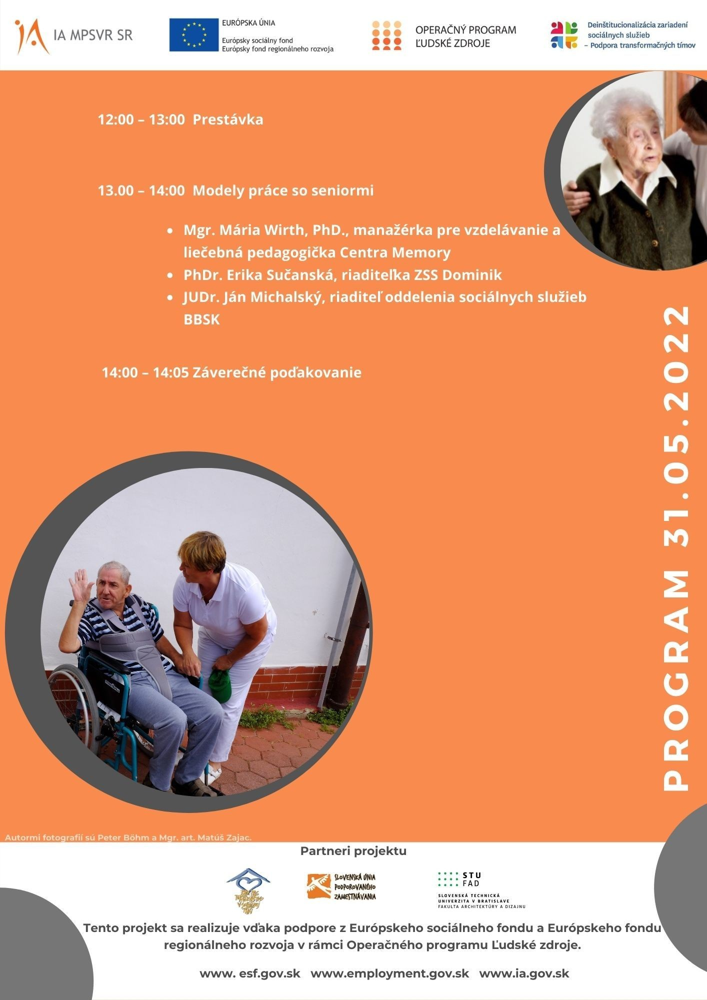 IA MPSVR SR
EURÓPSKA ÚNIA
Európsky sociálny fond
Európsky fond regionálneho rozvoja
OPERAČNÝ PROGRAM
ĽUDSKÉ ZDROJE
Deinštitucionalizácia zariadení
sociálnych služieb
– Podpora transformačných tímov
12:00 – 13:00 Prestávka
13.00 – 14:00 Modely práce so seniormi
• Mgr. Mária Wirth, PhD., manažérka pre vzdelávanie a
liečebná pedagogička Centra Memory
• PhDr. Erika Sučanská, riaditeľka ZSS Dominik
• JUDr. Ján Michalský, riaditeľ oddelenia sociálnych služieb
BBSK
14:00 – 14:05 Záverečné poďakovanie
PROGRAM 31.05.2022
Autormi fotografií sú Peter Böhm a Mgr. art. Matúš Zajac.
Partneri projektu
SLOVENSKÁ ÚNIA
PODPOROVANÉHO
ZAMESTNÁVANIA
STU
FAD
SLOVENSKÁ TECHNICKÁ
UNIVERZITA V BRATISLAVE
FAKULTA ARCHITEKTÚRY A DIZAJNU
Tento projekt sa realizuje vďaka podpore z Európskeho sociálneho fondu a Európskeho fondu
regionálneho rozvoja v rámci Operačného programu Ľudské zdroje.
www. esf.gov.sk www.employment.gov.sk www.ia.gov.sk